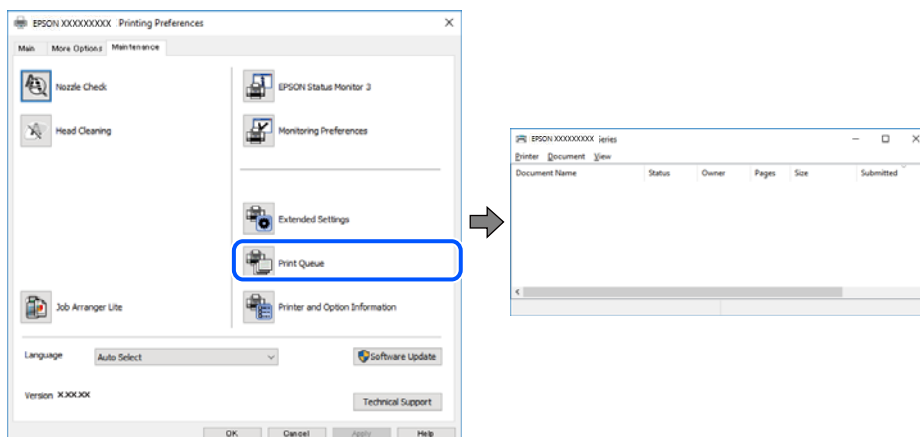 EPSON XXXXXXXXX Printing Preferences
Main More Options Maintenance
Nozzle Check
EPSON Status Monitor 3
Head Cleaning
Monitoring Preferences
Extended Settings
Print Queue
Job Arranger Lite
Printer and Option Information
Language Auto Select Software Update
Version X.XX.XX
Technical Support
OK Cancel Apply Help
EPSON XXXXXXXXX ieries
Printer Document View
Document Name Status Owner Pages Size Submitted